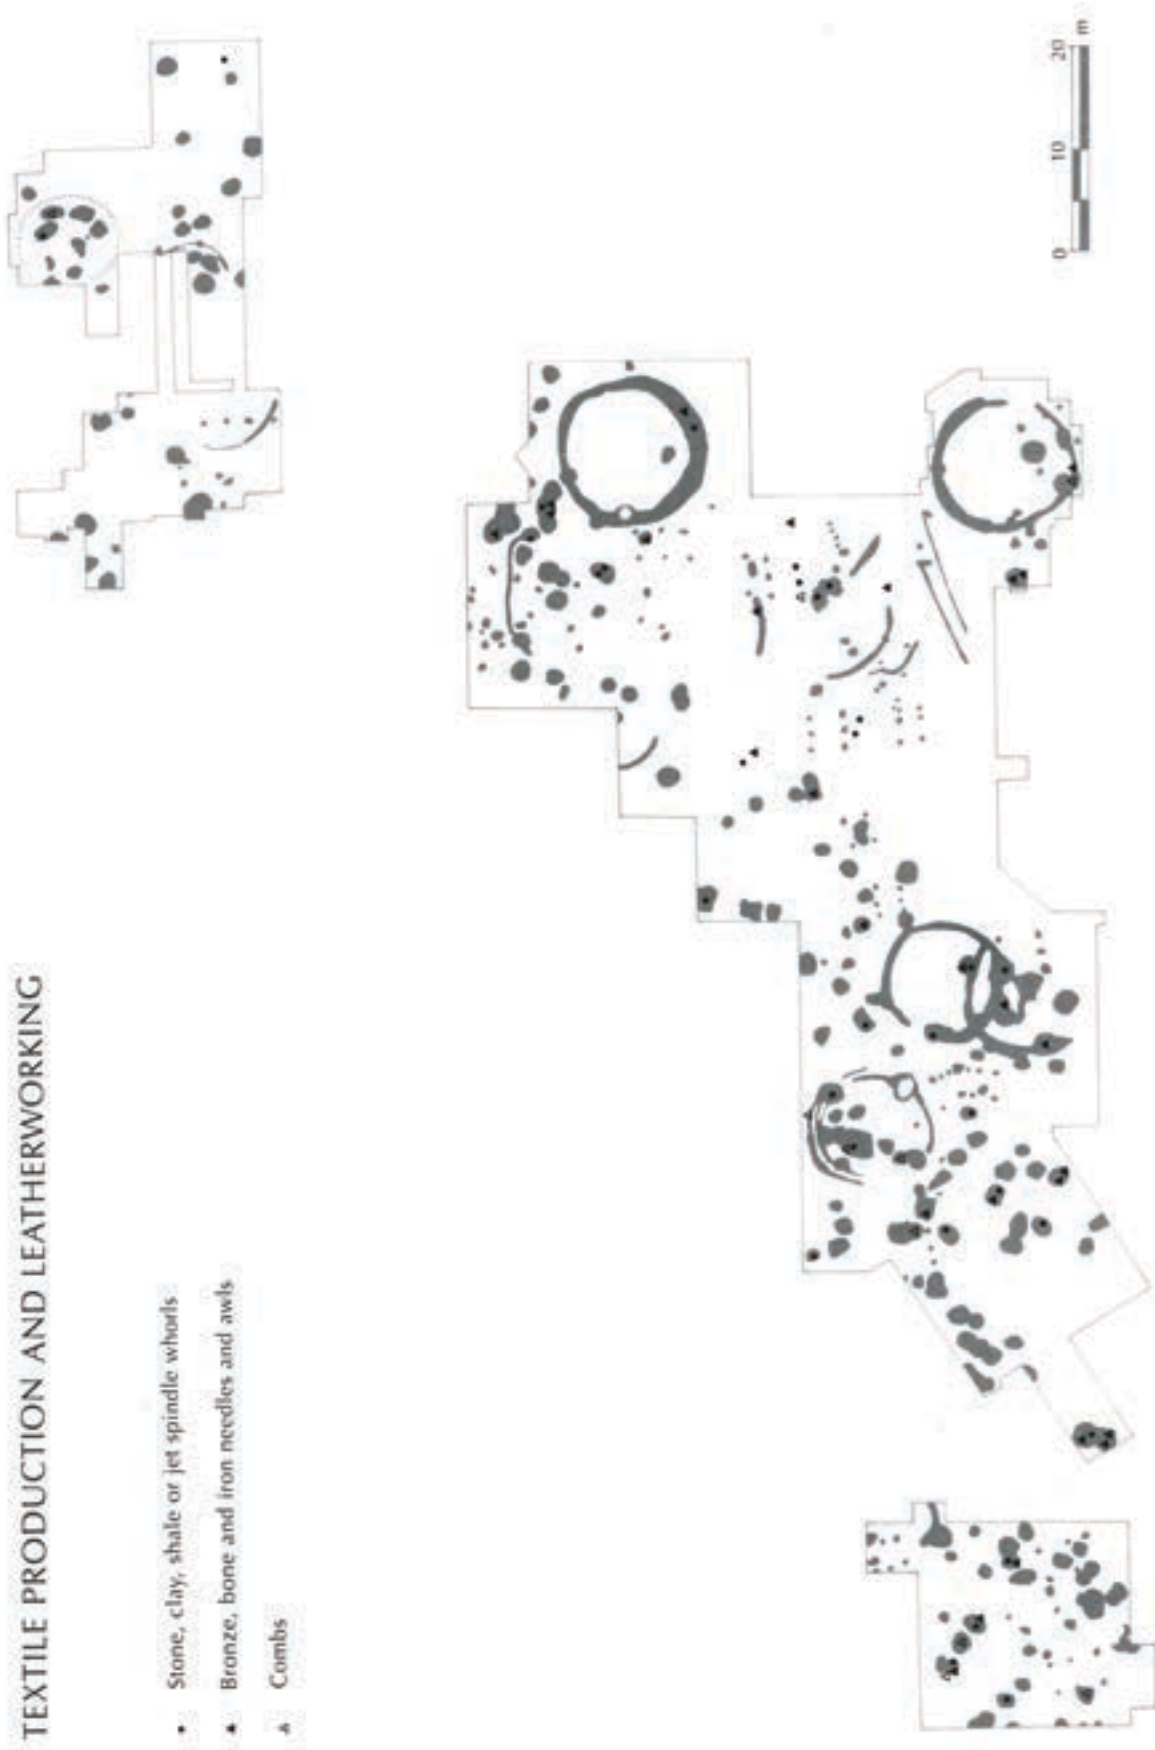 TEXTILE PRODUCTION AND LEATHERWORKING
Stone, clay, shale or jet spindle whorls
Bronze, bone and iron needles and awls
Combs
0 10 20 m